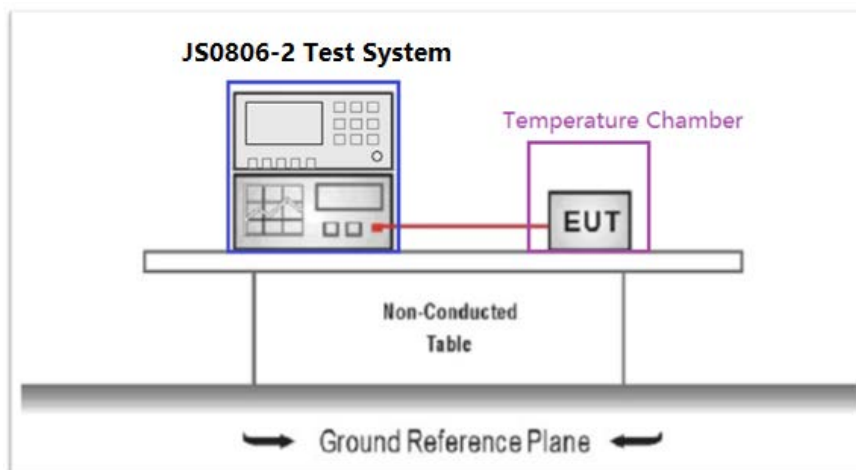 JS0806-2 Test System
Temperature Chamber
EUT
Non-Conducted
Table
Ground Reference Plane